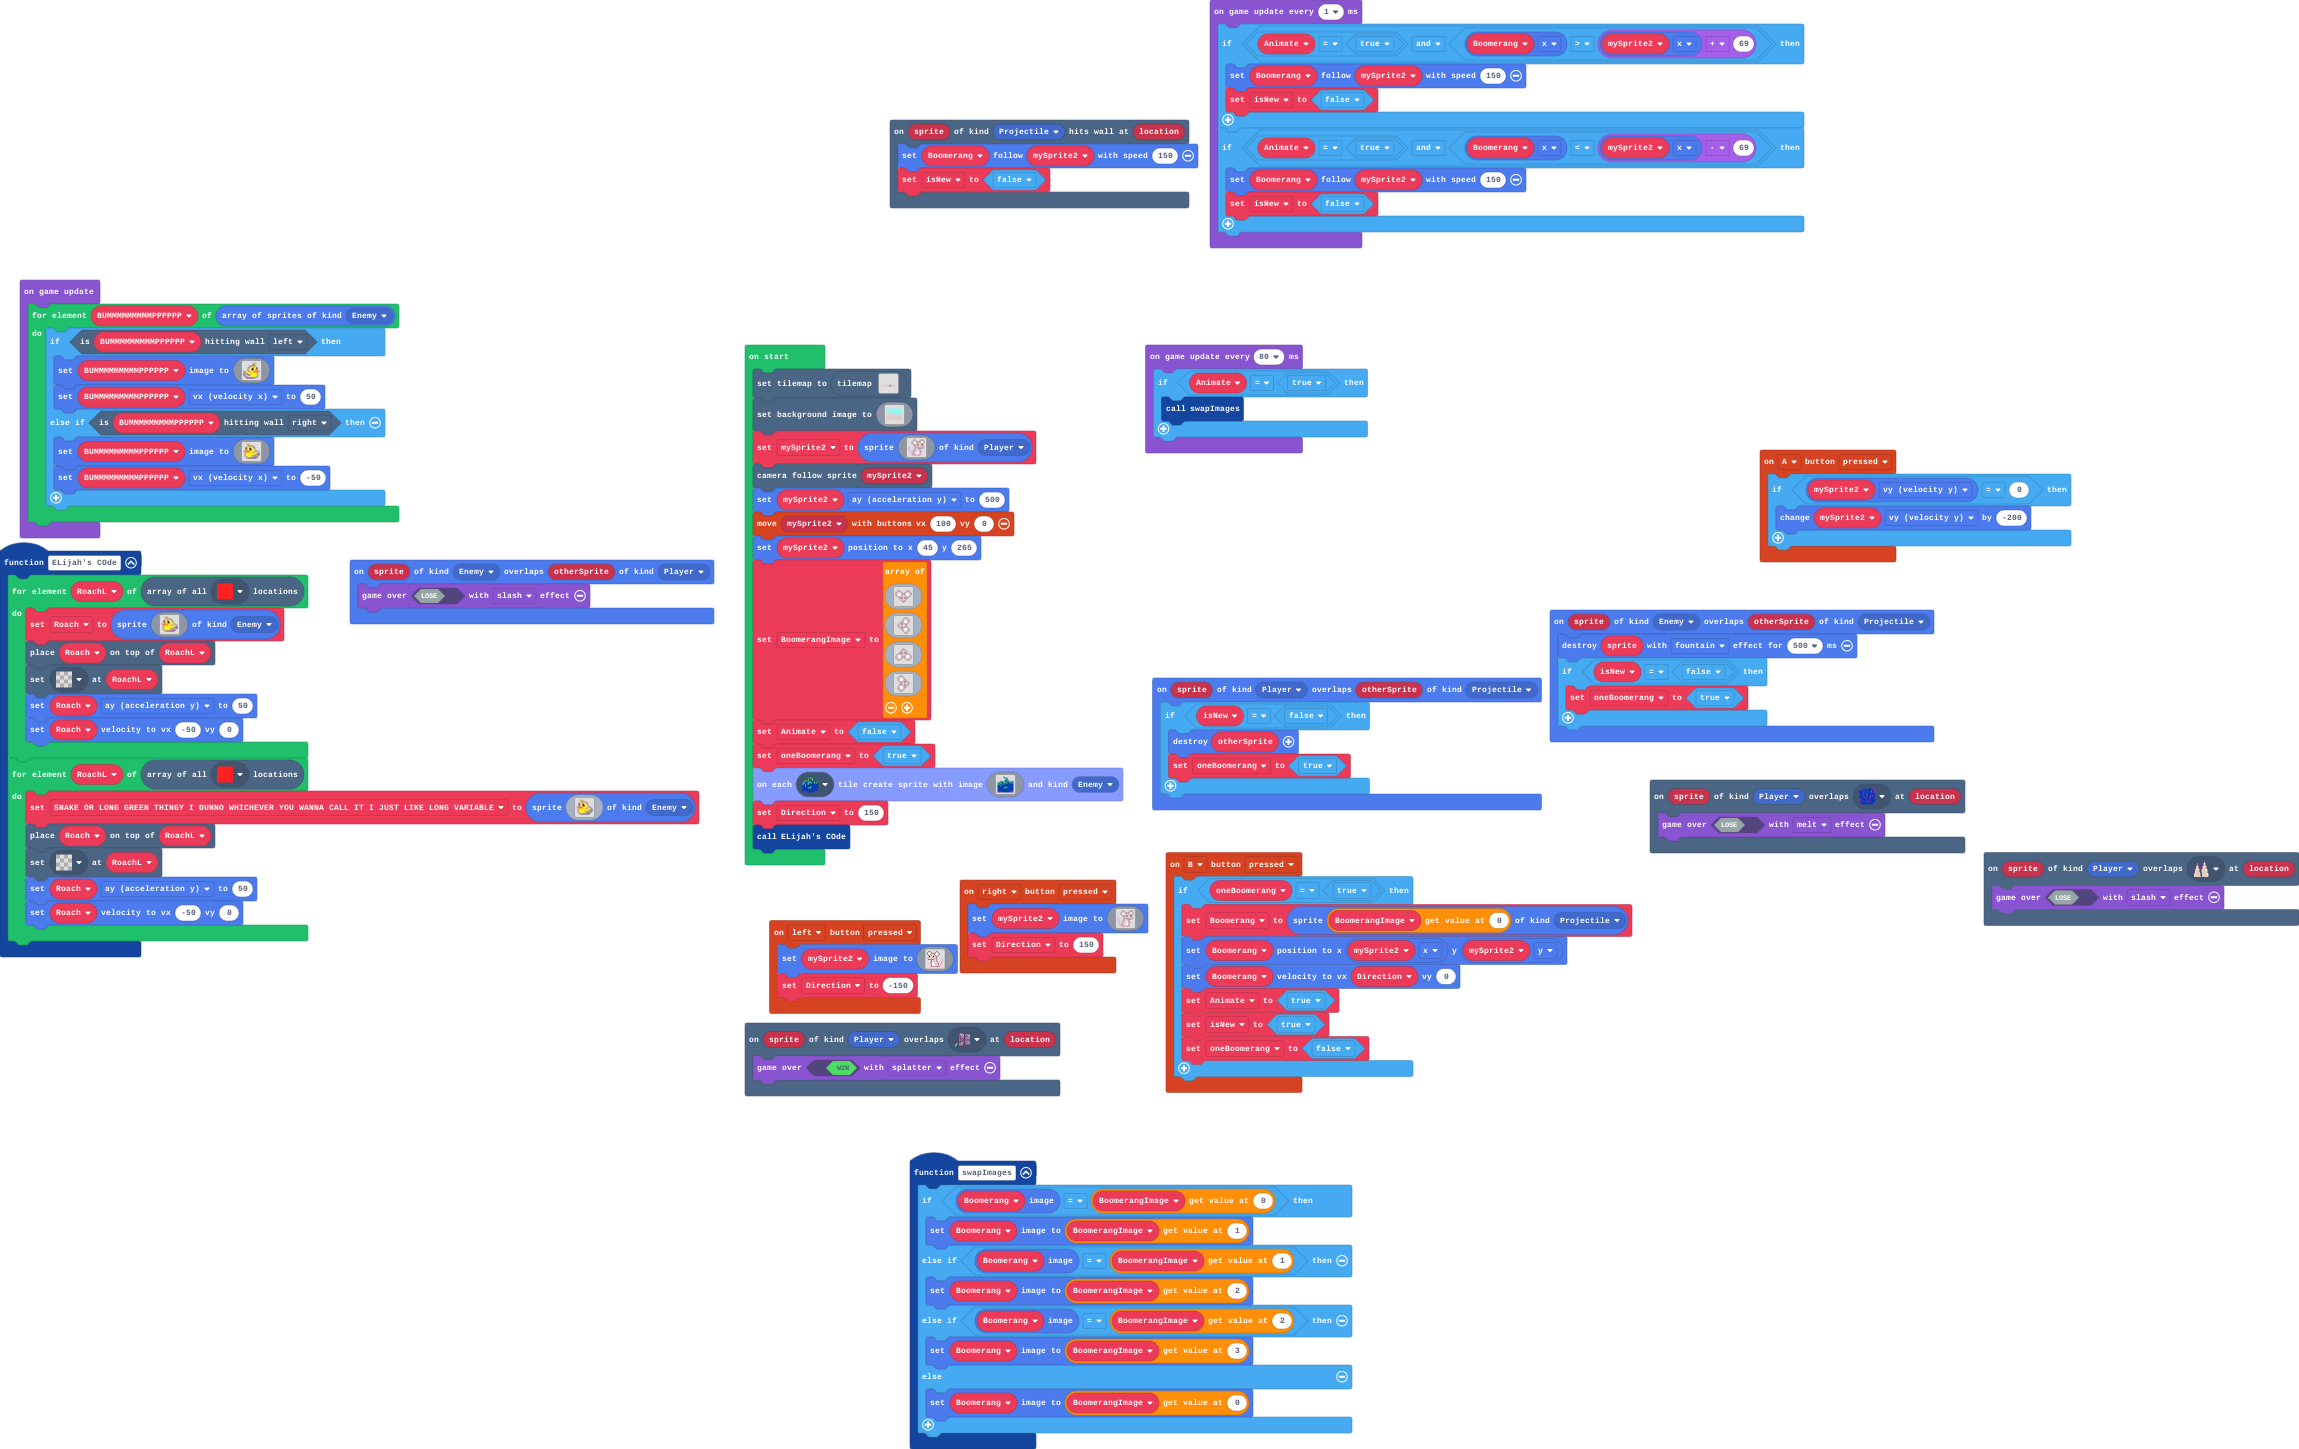 on game update every 1 ms
if Animate = true and Boomerang x > mySprite2 x + 69 then
set Boomerang follow mySprite2 with speed 150
set isNew to false
if Animate = true and Boomerang x < mySprite2 x - 69 then
set Boomerang follow mySprite2 with speed 150
set isNew to false
on sprite of kind Projectile hits wall at location
set Boomerang follow mySprite2 with speed 150
set isNew to false
on game update
for element BUMMMMMMMMMPPPPPP of array of sprites of kind Enemy
do
if is BUMMMMMMMMMPPPPPP hitting wall left then
set BUMMMMMMMMMPPPPPP image to
set BUMMMMMMMMMPPPPPP vx (velocity x) to 50
else if is BUMMMMMMMMMPPPPPP hitting wall right then
set BUMMMMMMMMMPPPPPP image to
set BUMMMMMMMMMPPPPPP vx (velocity x) to -50
function ELijah's COde
for element RoachL of array of all locations
do
set Roach to sprite of kind Enemy
place Roach on top of RoachL
set at RoachL
set Roach ay (acceleration y) to 50
set Roach velocity to vx -50 vy 0
for element RoachL of array of all locations
do
set SNAKE OR LONG GREEN THINGY I DUNNO WHICHEVER YOU WANNA CALL IT I JUST LIKE LONG VARIABLE to sprite of kind Enemy
place Roach on top of RoachL
set at RoachL
set Roach ay (acceleration y) to 50
set Roach velocity to vx -50 vy 0
on sprite of kind Enemy overlaps otherSprite of kind Player
game over LOSE with slash effect
on start
set tilemap to tilemap
set background image to
set mySprite2 to sprite of kind Player
camera follow sprite mySprite2
set mySprite2 ay (acceleration y) to 500
move mySprite2 with buttons vx 100 vy 0
set mySprite2 position to x 45 y 265
set BoomerangImage to array of
set Animate to false
set oneBoomerang to true
on each tile create sprite with image and kind Enemy
set Direction to 150
call ELijah's COde
on game update every 80 ms
if Animate = true then
call swapImages
on A button pressed
if mySprite2 vy (velocity y) = 0 then
change mySprite2 vy (velocity y) by -200
on sprite of kind Enemy overlaps otherSprite of kind Projectile
destroy sprite with fountain effect for 500 ms
if isNew = false then
set oneBoomerang to true
on sprite of kind Player overlaps otherSprite of kind Projectile
if isNew = false then
destroy otherSprite
set oneBoomerang to true
on sprite of kind Player overlaps at location
game over LOSE with melt effect
on sprite of kind Player overlaps at location
game over LOSE with slash effect
on B button pressed
if oneBoomerang = true then
set Boomerang to sprite BoomerangImage get value at 0 of kind Projectile
set Boomerang position to x mySprite2 x y mySprite2 y
set Boomerang velocity to vx Direction vy 0
set Animate to true
set isNew to true
set oneBoomerang to false
on right button pressed
set mySprite2 image to
set Direction to 150
on left button pressed
set mySprite2 image to
set Direction to -150
on sprite of kind Player overlaps at location
game over WIN with splatter effect
function swapImages
if Boomerang image = BoomerangImage get value at 0 then
set Boomerang image to BoomerangImage get value at 1
else if Boomerang image = BoomerangImage get value at 1 then
set Boomerang image to BoomerangImage get value at 2
else if Boomerang image = BoomerangImage get value at 2 then
set Boomerang image to BoomerangImage get value at 3
else
set Boomerang image to BoomerangImage get value at 0